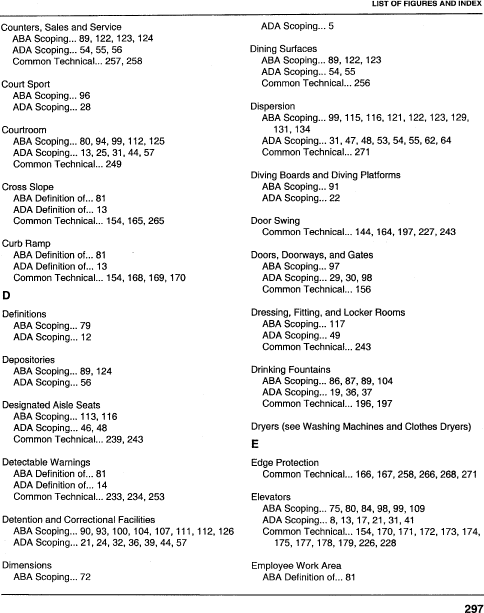 LIST OF FIGURES AND INDEX
Counters, Sales and Service
ABA Scoping... 89, 122, 123, 124
ADA Scoping... 54, 55, 56
Common Technical... 257, 258
Court Sport
ABA Scoping... 96
ADA Scoping... 28
Courtroom
ABA Scoping... 80, 94, 99, 112, 125
ADA Scoping... 13, 25, 31, 44, 57
Common Technical... 249
Cross Slope
ABA Definition of... 81
ADA Definition of... 13
Common Technical... 154, 165, 265
Curb Ramp
ABA Definition of... 81
ADA Definition of... 13
Common Technical... 154, 168, 169, 170
D
Definitions
ABA Scoping... 79
ADA Scoping... 12
Depositories
ABA Scoping... 89, 124
ADA Scoping... 56
Designated Aisle Seats
ABA Scoping... 113, 116
ADA Scoping... 46, 48
Common Technical... 239, 243
Detectable Warnings
ABA Definition of... 81
ADA Definition of... 14
Common Technical... 233, 234, 253
Detention and Correctional Facilities
ABA Scoping... 90, 93, 100, 104, 107, 111, 112, 126
ADA Scoping... 21, 24, 32, 36, 39, 44, 57
Dimensions
ABA Scoping... 72
ADA Scoping... 5
Dining Surfaces
ABA Scoping... 89, 122, 123
ADA Scoping... 54, 55
Common Technical... 256
Dispersion
ABA Scoping... 99, 115, 116, 121, 122, 123, 129,
131, 134
ADA Scoping... 31, 47, 48, 53, 54, 55, 62, 64
Common Technical... 271
Diving Boards and Diving Platforms
ABA Scoping... 91
ADA Scoping... 22
Door Swing
Common Technical... 144, 164, 197, 227, 243
Doors, Doorways, and Gates
ABA Scoping... 97
ADA Scoping... 29, 30, 98
Common Technical... 156
Dressing, Fitting, and Locker Rooms
ABA Scoping... 117
ADA Scoping... 49
Common Technical... 243
Drinking Fountains
ABA Scoping... 86, 87, 89, 104
ADA Scoping... 19, 36, 37
Common Technical... 196, 197
Dryers (see Washing Machines and Clothes Dryers)
E
Edge Protection
Common Technical... 166, 167, 258, 266, 268, 271
Elevators
ABA Scoping... 75, 80, 84, 98, 99, 109
ADA Scoping... 8, 13, 17, 21, 31, 41
Common Technical... 154, 170, 171, 172, 173, 174,
175, 177, 178, 179, 226, 228
Employee Work Area
ABA Definition of... 81
297